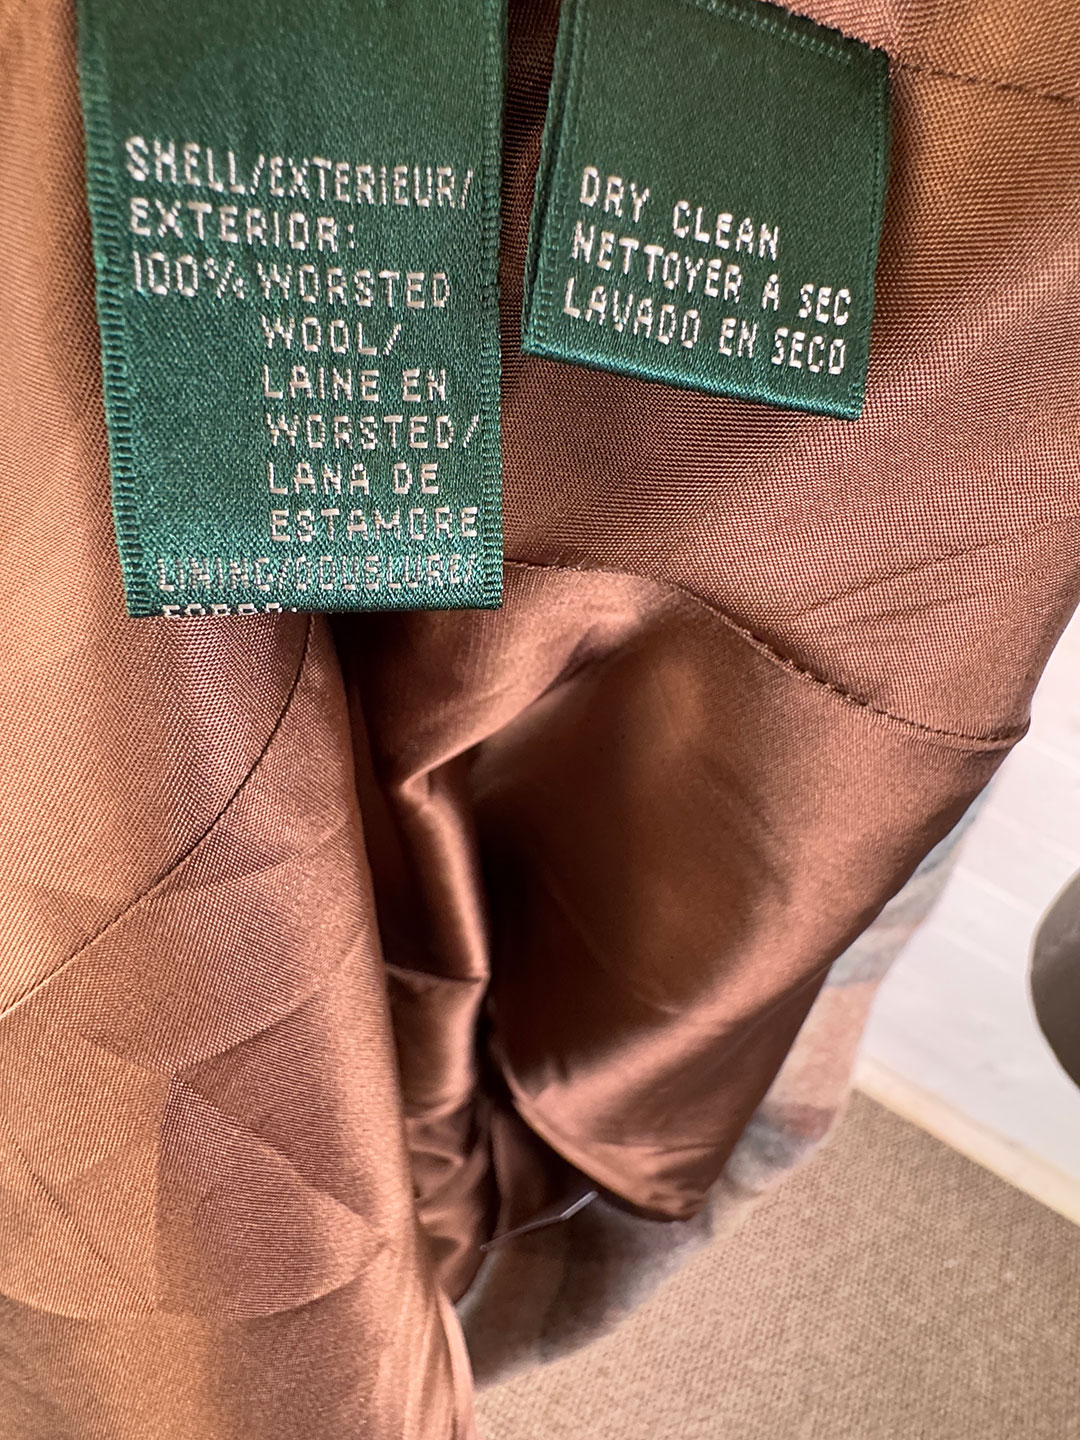 SHELL/EXTERIEUR/
EXTERIOR:
100% WORSTED
WOOL/
LAINE EN
WORSTED/
LANA DE
ESTAMBRE
LINING/DOUBLURE/
FORRO:
DRY CLEAN
NETTOYER A SEC
LAVADO EN SECO